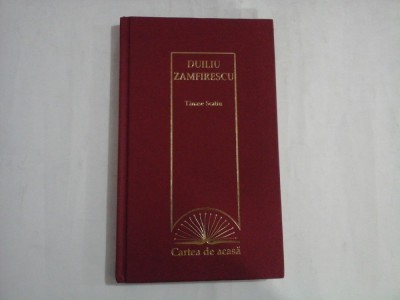 DUILIU
ZAMFIRESCU
Tănase Scatiu
Cartea de acasă